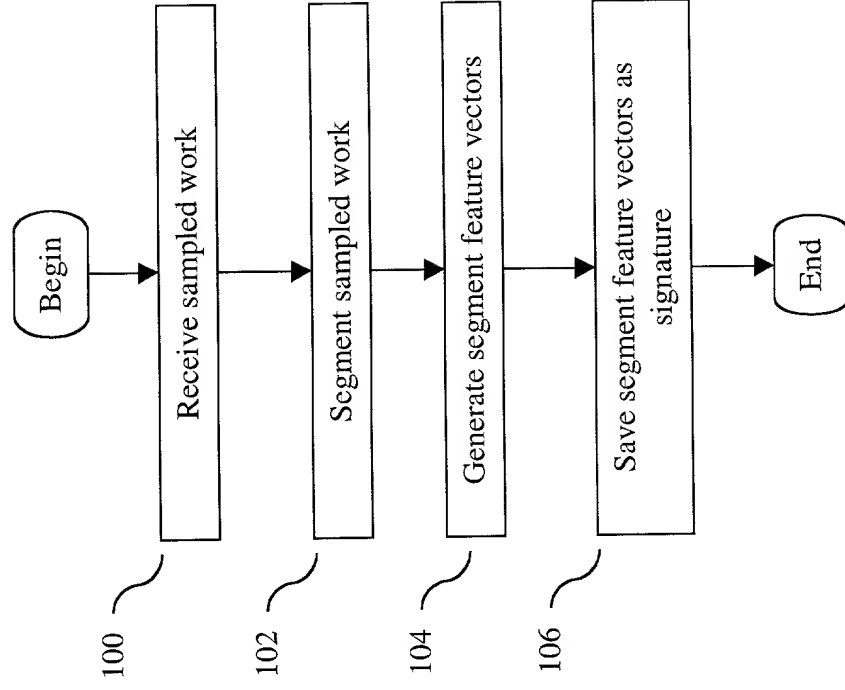 Begin
100
Receive sampled work
102
Segment sampled work
104
Generate segment feature vectors
106
Save segment feature vectors as
signature
End